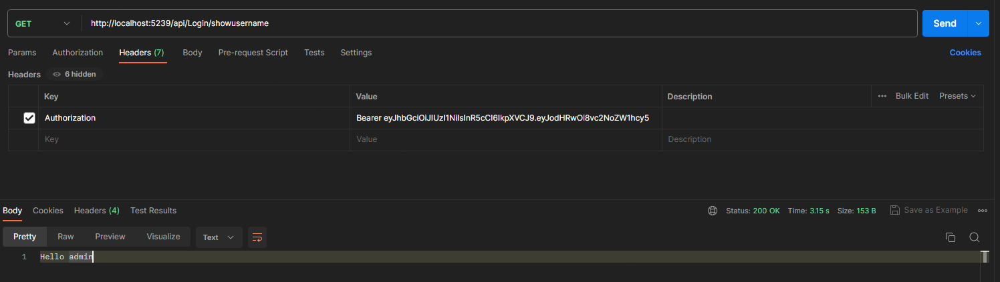 GET http://localhost:5239/api/Login/showusername Send
Params Authorization Headers (7) Body Pre-request Script Tests Settings Cookies
Headers 6 hidden
Key Value Description Bulk Edit Presets
Authorization Bearer eyJhbGciOiJIUzI1NiIsInR5cCI6IkpXVCJ9.eyJodHRwOi8vc2NoZW1hcy5
Key Value Description
Body Cookies Headers (4) Test Results Status: 200 OK Time: 3.15 s Size: 153 B Save as Example
Pretty Raw Preview Visualize Text
1 Hello admin